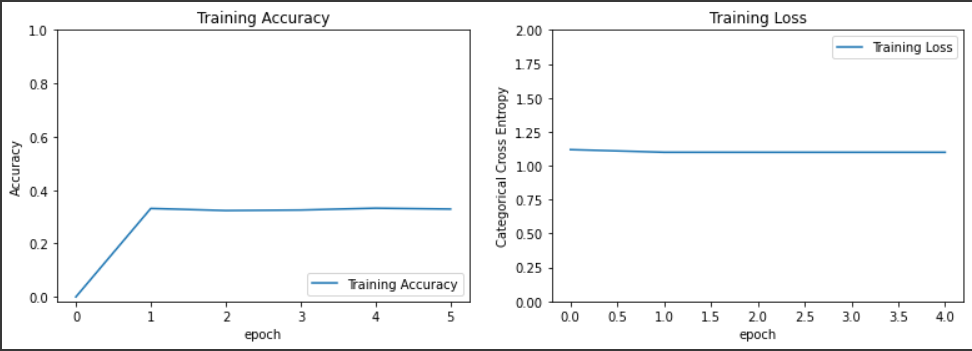 Training Accuracy
1.0
0.8
0.6
0.4
0.2
0.0
Accuracy
Training Accuracy
0 1 2 3 4 5
epoch
Training Loss
2.00
1.75
1.50
1.25
1.00
0.75
0.50
0.25
0.00
Categorical Cross Entropy
Training Loss
0.0 0.5 1.0 1.5 2.0 2.5 3.0 3.5 4.0
epoch